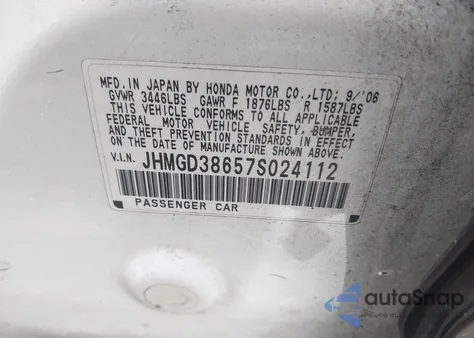 MFD.IN JAPAN BY HONDA MOTOR CO.,LTD: 9/'06
GVWR 3446LBS GAWR F 1876LBS R 1587LBS
THIS VEHICLE CONFORMS TO ALL APPLICABLE
FEDERAL MOTOR VEHICLE SAFETY, BUMPER,
AND THEFT PREVENTION STANDARDS IN EFFECT
ON THE DATE OF MANUFACTURE SHOWN ABOVE.
V.I.N. JHMGD38657S024112
PASSENGER CAR
autoSnap